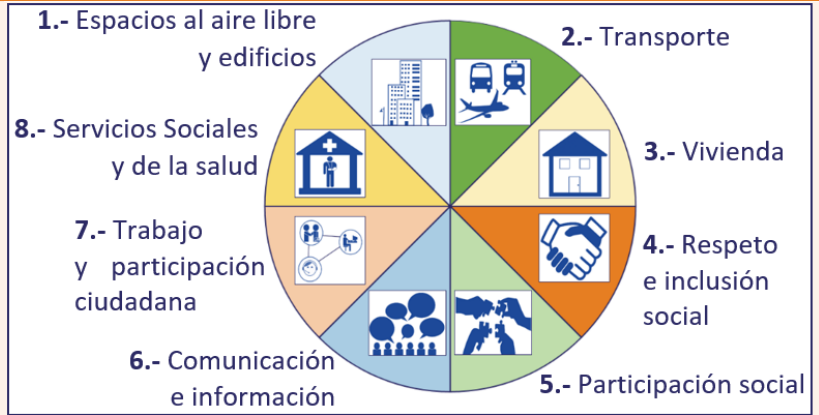 1.- Espacios al aire libre
y edificios
2.- Transporte
3.- Vivienda
4.- Respeto
e inclusión
social
5.- Participación social
6.- Comunicación
e información
7.- Trabajo
y participación
ciudadana
8.- Servicios Sociales
y de la salud